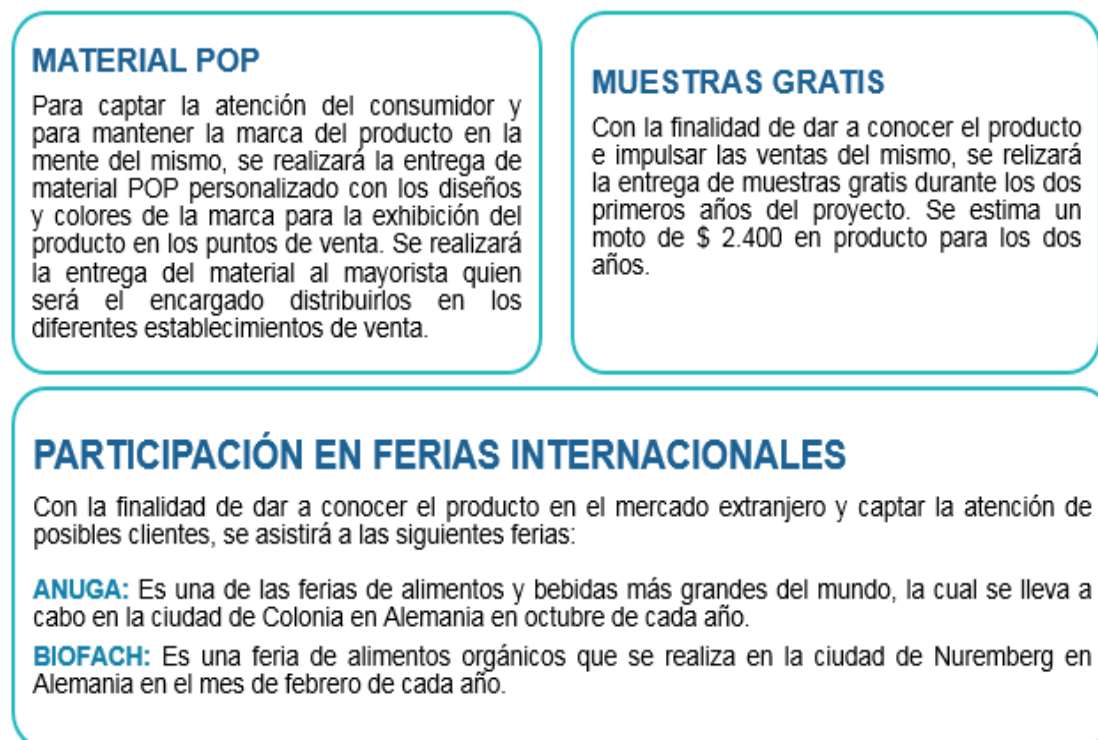 MATERIAL POP
Para captar la atención del consumidor y
para mantener la marca del producto en la
mente del mismo, se realizará la entrega de
material POP personalizado con los diseños
y colores de la marca para la exhibición del
producto en los puntos de venta. Se realizará
la entrega del material al mayorista quien
será el encargado distribuirlos en los
diferentes establecimientos de venta.
MUESTRAS GRATIS
Con la finalidad de dar a conocer el producto
e impulsar las ventas del mismo, se relizará
la entrega de muestras gratis durante los dos
primeros años del proyecto. Se estima un
moto de $ 2.400 en producto para los dos
años.
PARTICIPACIÓN EN FERIAS INTERNACIONALES
Con la finalidad de dar a conocer el producto en el mercado extranjero y captar la atención de
posibles clientes, se asistirá a las siguientes ferias:
ANUGA: Es una de las ferias de alimentos y bebidas más grandes del mundo, la cual se lleva a
cabo en la ciudad de Colonia en Alemania en octubre de cada año.
BIOFACH: Es una feria de alimentos orgánicos que se realiza en la ciudad de Nuremberg en
Alemania en el mes de febrero de cada año.